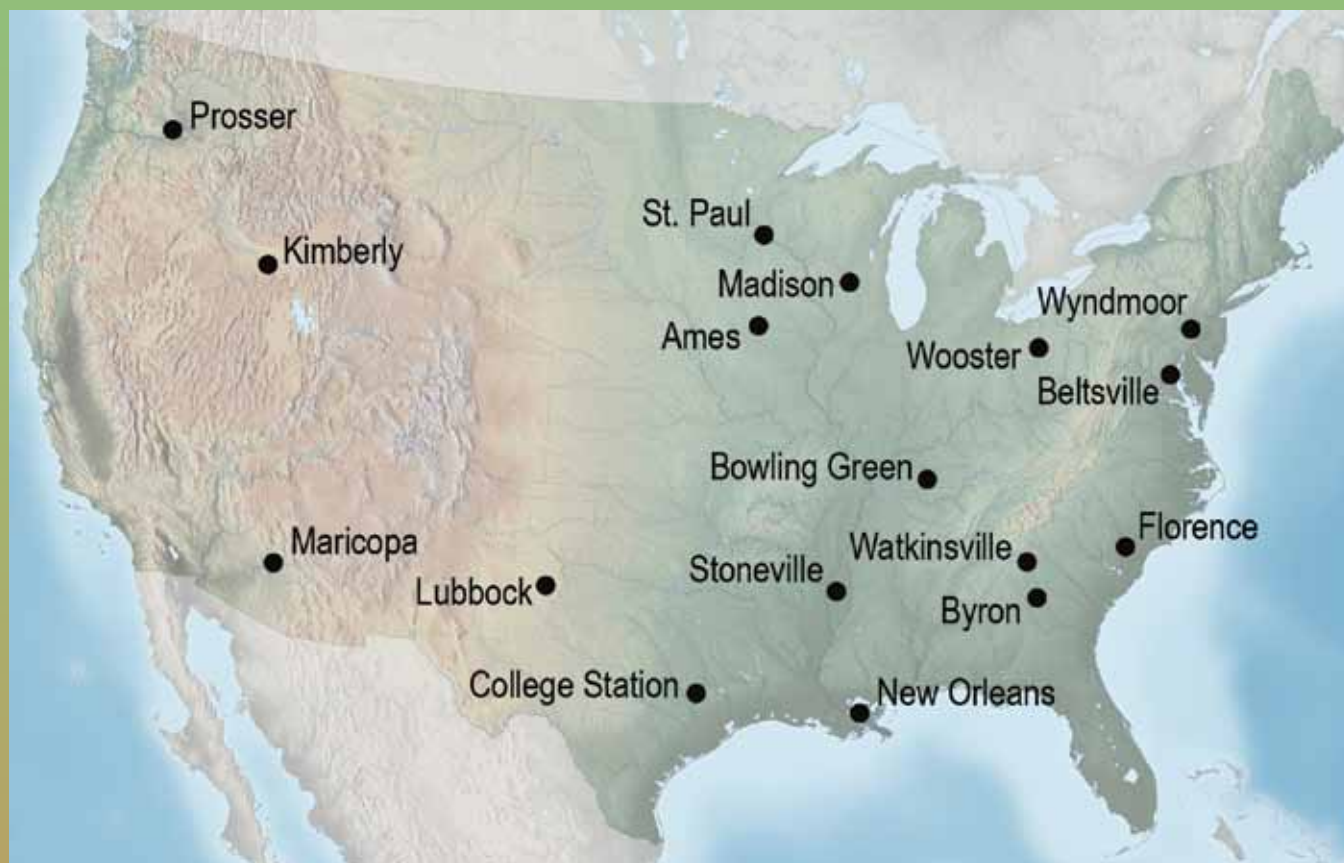 Prosser
St. Paul
Kimberly
Madison
Wyndmoor
Ames
Wooster
Beltsville
Bowling Green
Florence
Maricopa
Watkinsville
Stoneville
Lubbock
Byron
College Station
New Orleans